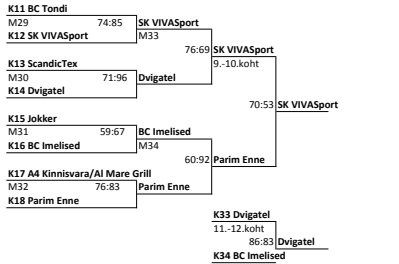 K11 BC Tondi
M29 74:85 SK VIVASport
K12 SK VIVASport M33
76:69 SK VIVASport
K13 ScandicTex 9.-10.koht
M30 71:96 Dvigatel
K14 Dvigatel
70:53 SK VIVASport
K15 Jokker
M31 59:67 BC Imelised
K16 BC Imelised M34
60:92 Parim Enne
K17 A4 Kinnisvara/Al Mare Grill
M32 76:83 Parim Enne
K18 Parim Enne
K33 Dvigatel
11.-12.koht
86:83 Dvigatel
K34 BC Imelised